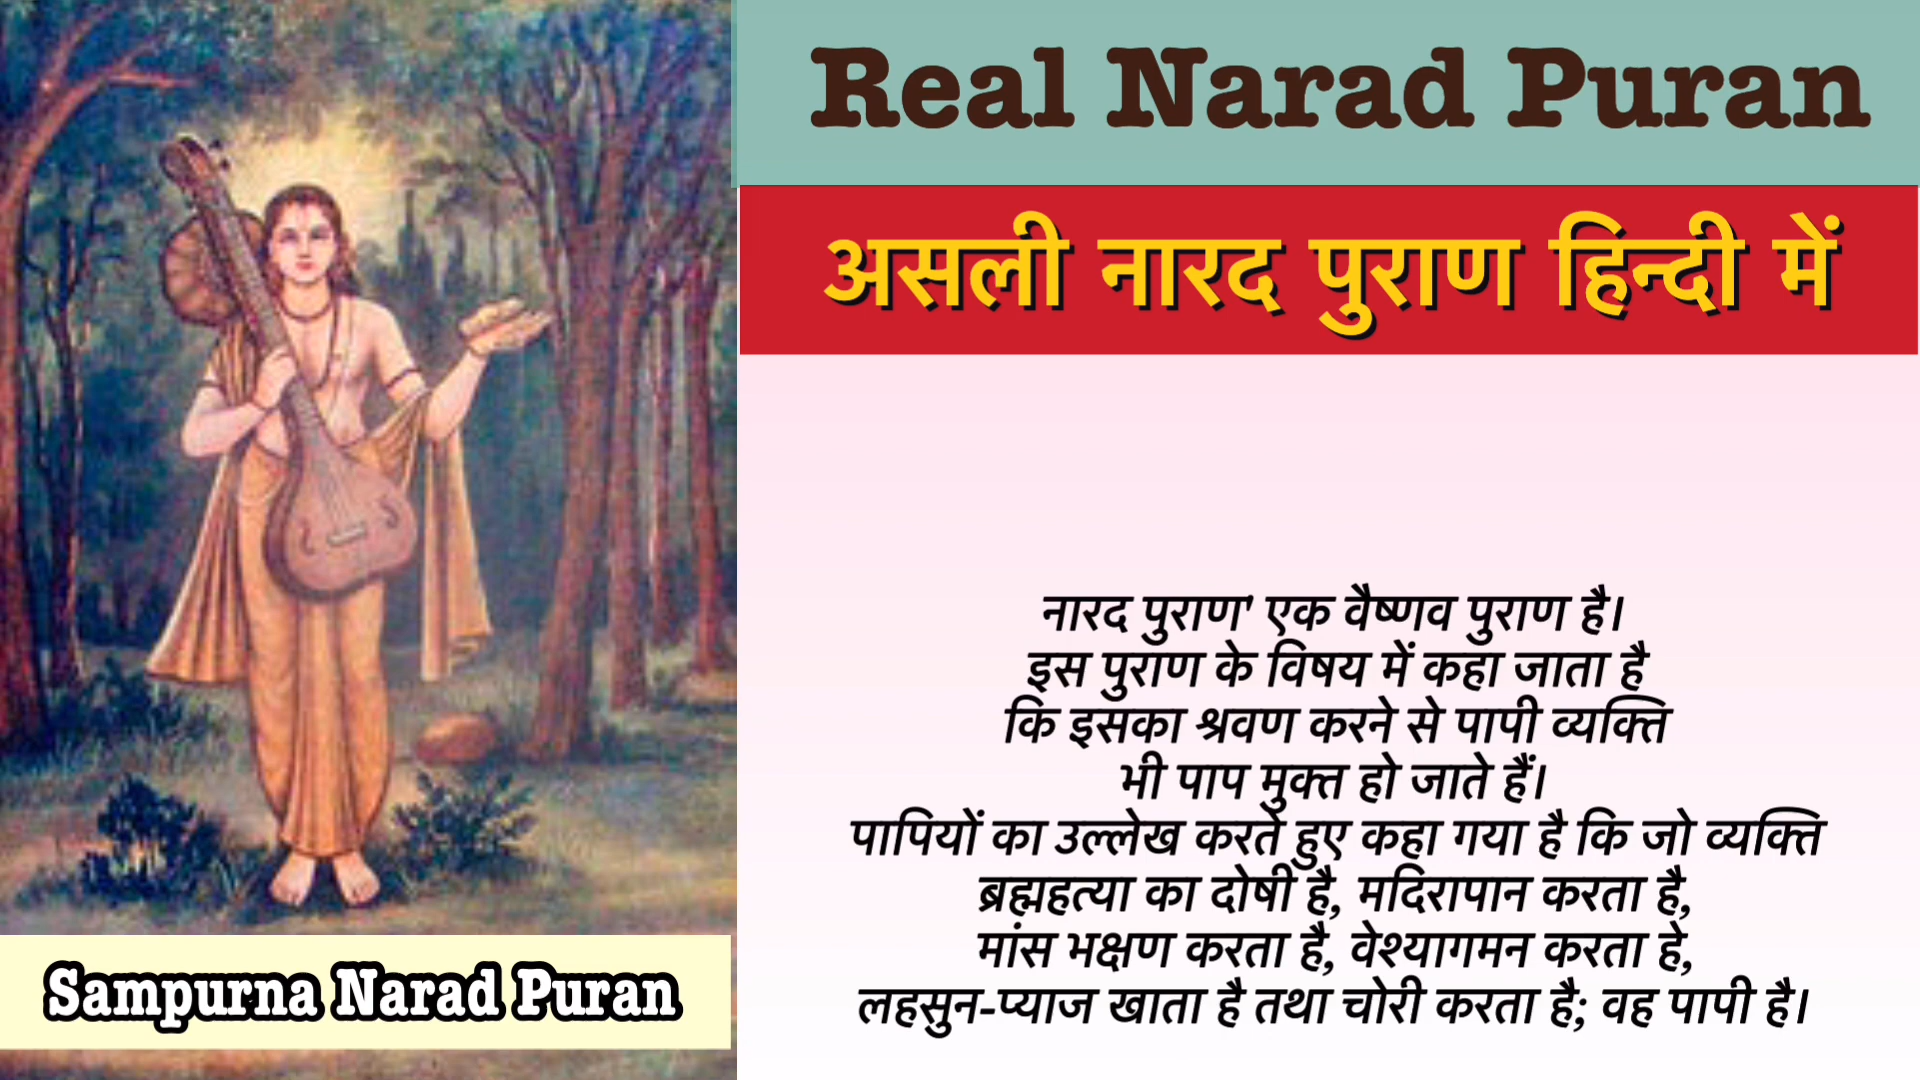 Real Narad Puran
असली नारद पुराण हिन्दी में
नारद पुराण' एक वैष्णव पुराण है।
इस पुराण के विषय में कहा जाता है
कि इसका श्रवण करने से पापी व्यक्ति
भी पाप मुक्त हो जाते हैं।
पापियों का उल्लेख करते हुए कहा गया है कि जो व्यक्ति
ब्रह्महत्या का दोषी है, मदिरापान करता है,
मांस भक्षण करता है, वेश्यागमन करता हे,
लहसुन-प्याज खाता है तथा चोरी करता है; वह पापी है।
Sampurna Narad Puran